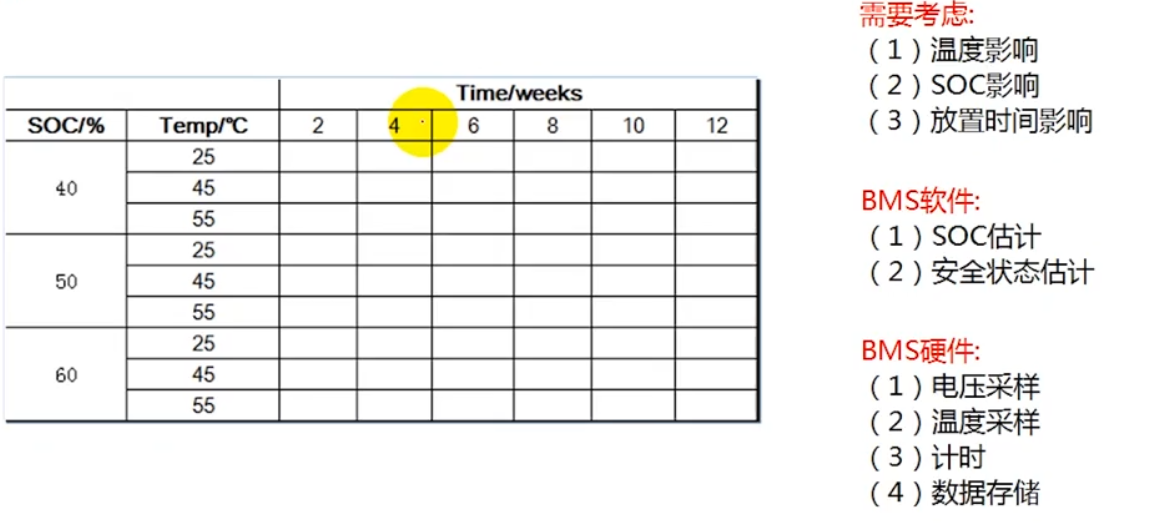 Time/weeks
SOC/% Temp/℃ 2 4 6 8 10 12
40 25
45
55
50 25
45
55
60 25
45
55
需要考虑:
（1）温度影响
（2）SOC影响
（3）放置时间影响
BMS软件:
（1）SOC估计
（2）安全状态估计
BMS硬件:
（1）电压采样
（2）温度采样
（3）计时
（4）数据存储